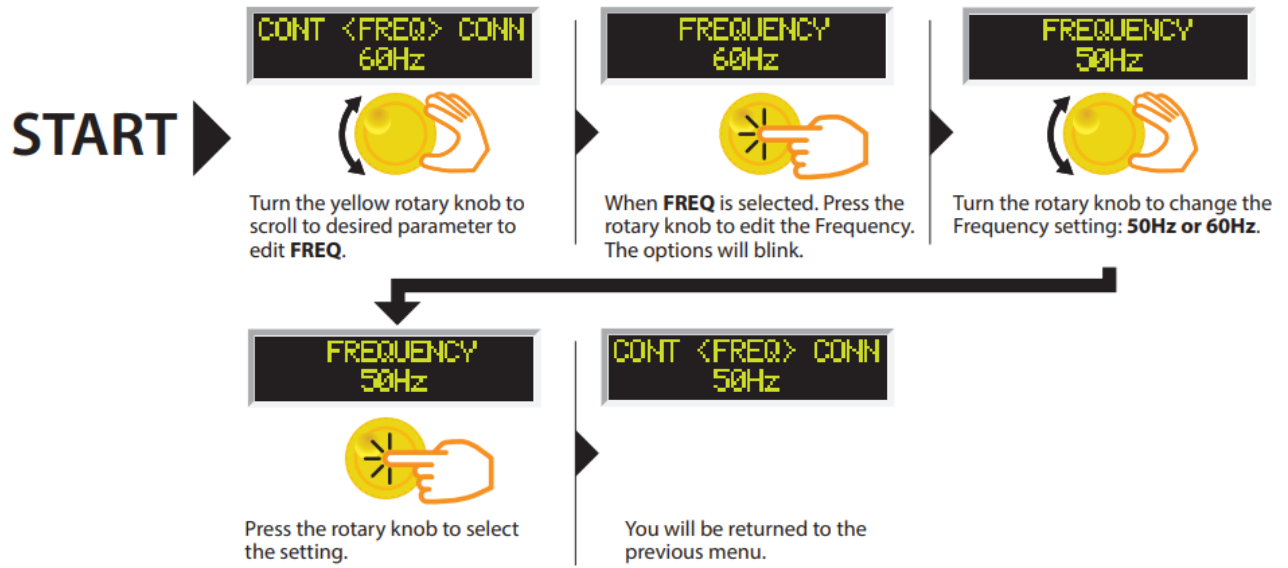 CONT <FREQ> CONN
60Hz
FREQUENCY
60Hz
FREQUENCY
50Hz
START
Turn the yellow rotary knob to
scroll to desired parameter to
edit FREQ.
When FREQ is selected. Press the
rotary knob to edit the Frequency.
The options will blink.
Turn the rotary knob to change the
Frequency setting: 50Hz or 60Hz.
FREQUENCY
50Hz
CONT <FREQ> CONN
50Hz
Press the rotary knob to select
the setting.
You will be returned to the
previous menu.